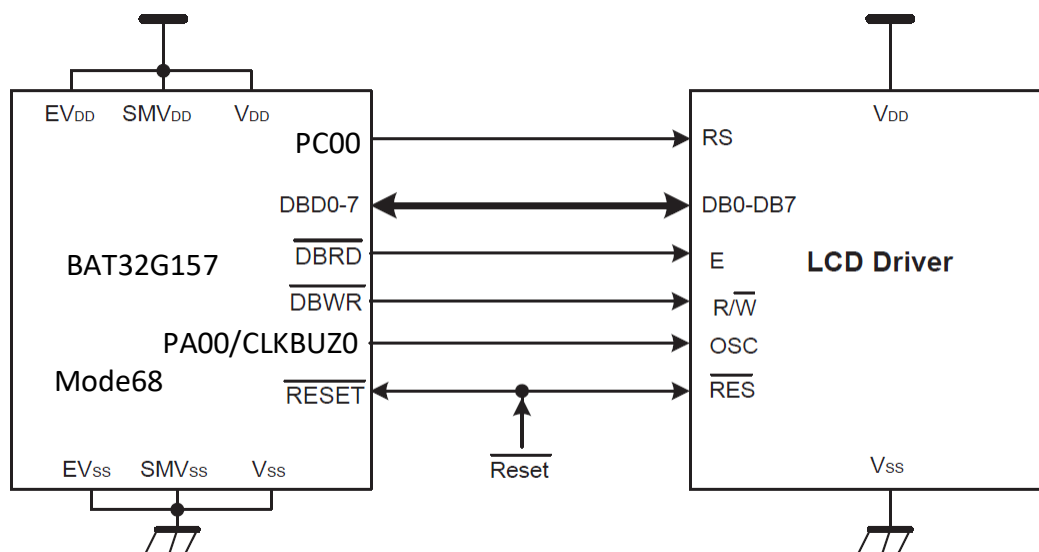 EVDD SMVDD VDD
VDD
PC00
RS
DBD0-7
DB0-DB7
DBRD
E
BAT32G157
LCD Driver
DBWR
R/W
PA00/CLKBUZ0
OSC
Mode68
RESET
RES
Reset
EVSS SMVSS VSS
VSS